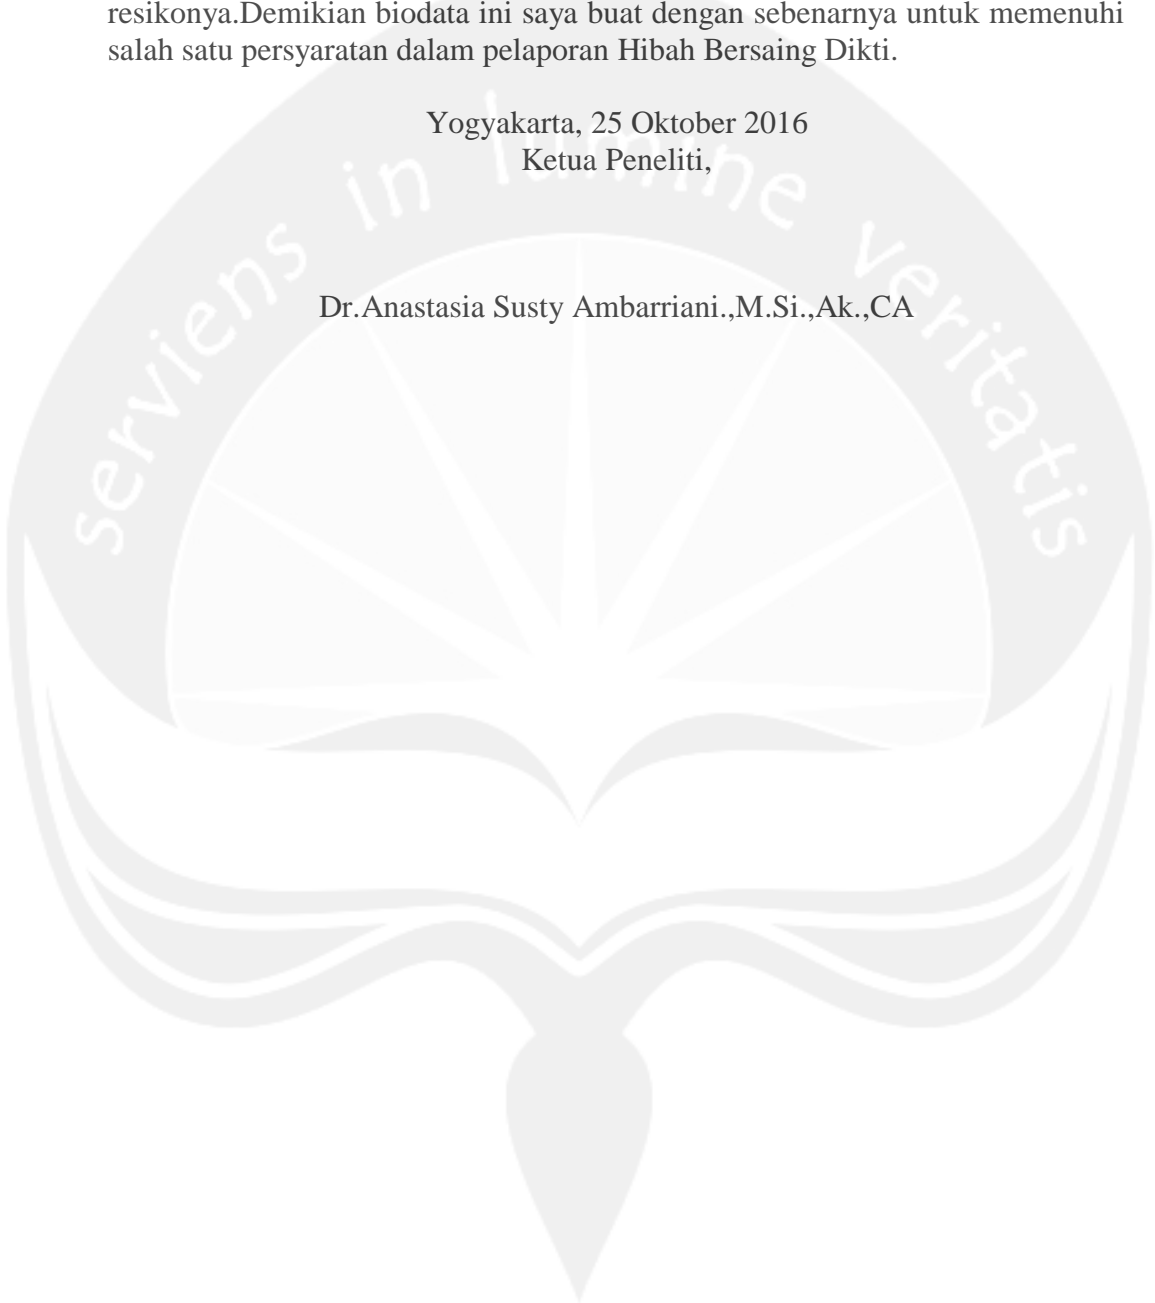 resikonya.Demikian biodata ini saya buat dengan sebenarnya untuk memenuhi
salah satu persyaratan dalam pelaporan Hibah Bersaing Dikti.
Yogyakarta, 25 Oktober 2016
Ketua Peneliti,
Dr.Anastasia Susty Ambarriani.,M.Si.,Ak.,CA
serviens in lumine veritatis